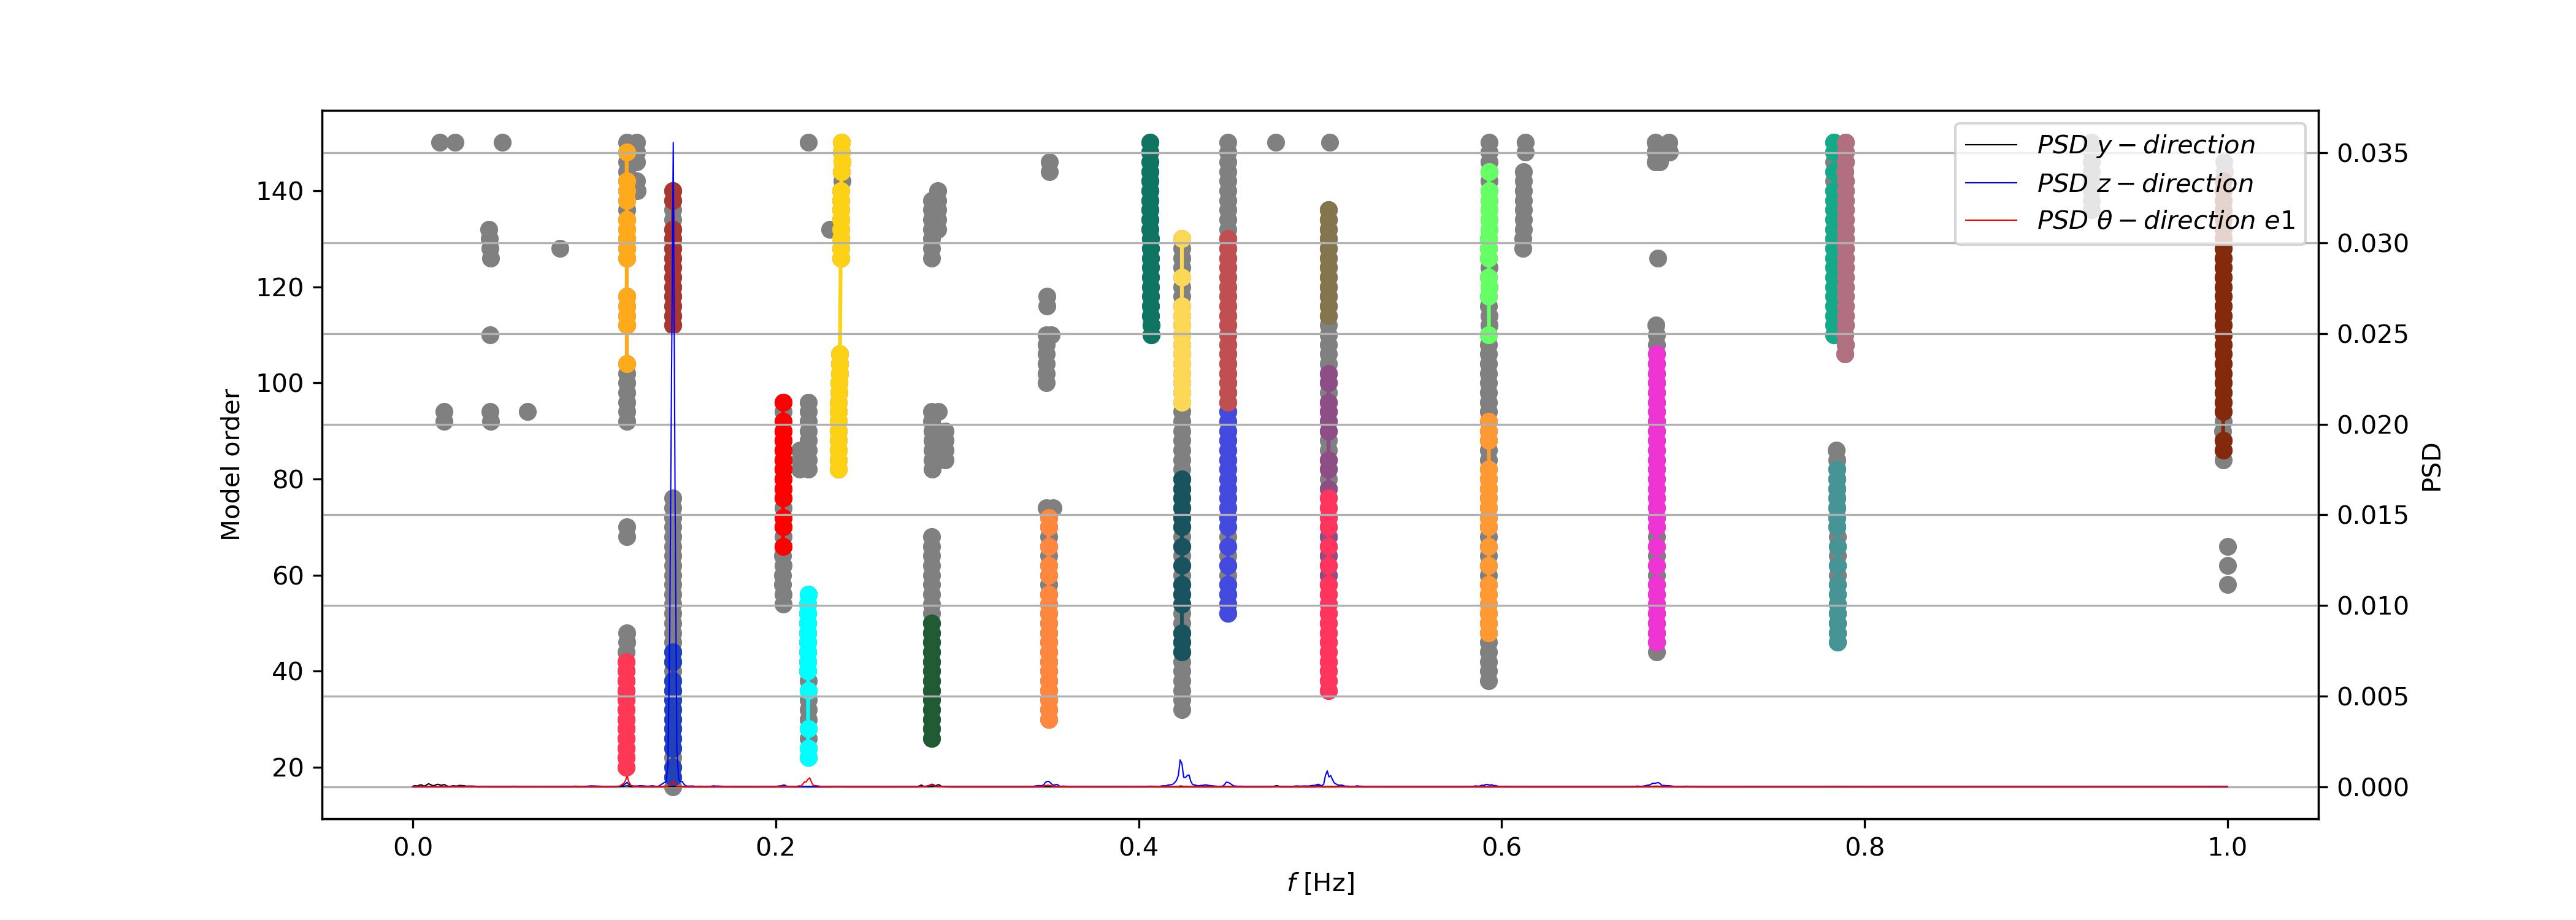 PSD y − direction
PSD z − direction
PSD θ − direction e1
Model order
140
120
100
80
60
40
20
0.035
0.030
0.025
0.020
0.015
0.010
0.005
0.000
PSD
0.0 0.2 0.4 0.6 0.8 1.0
f [Hz]